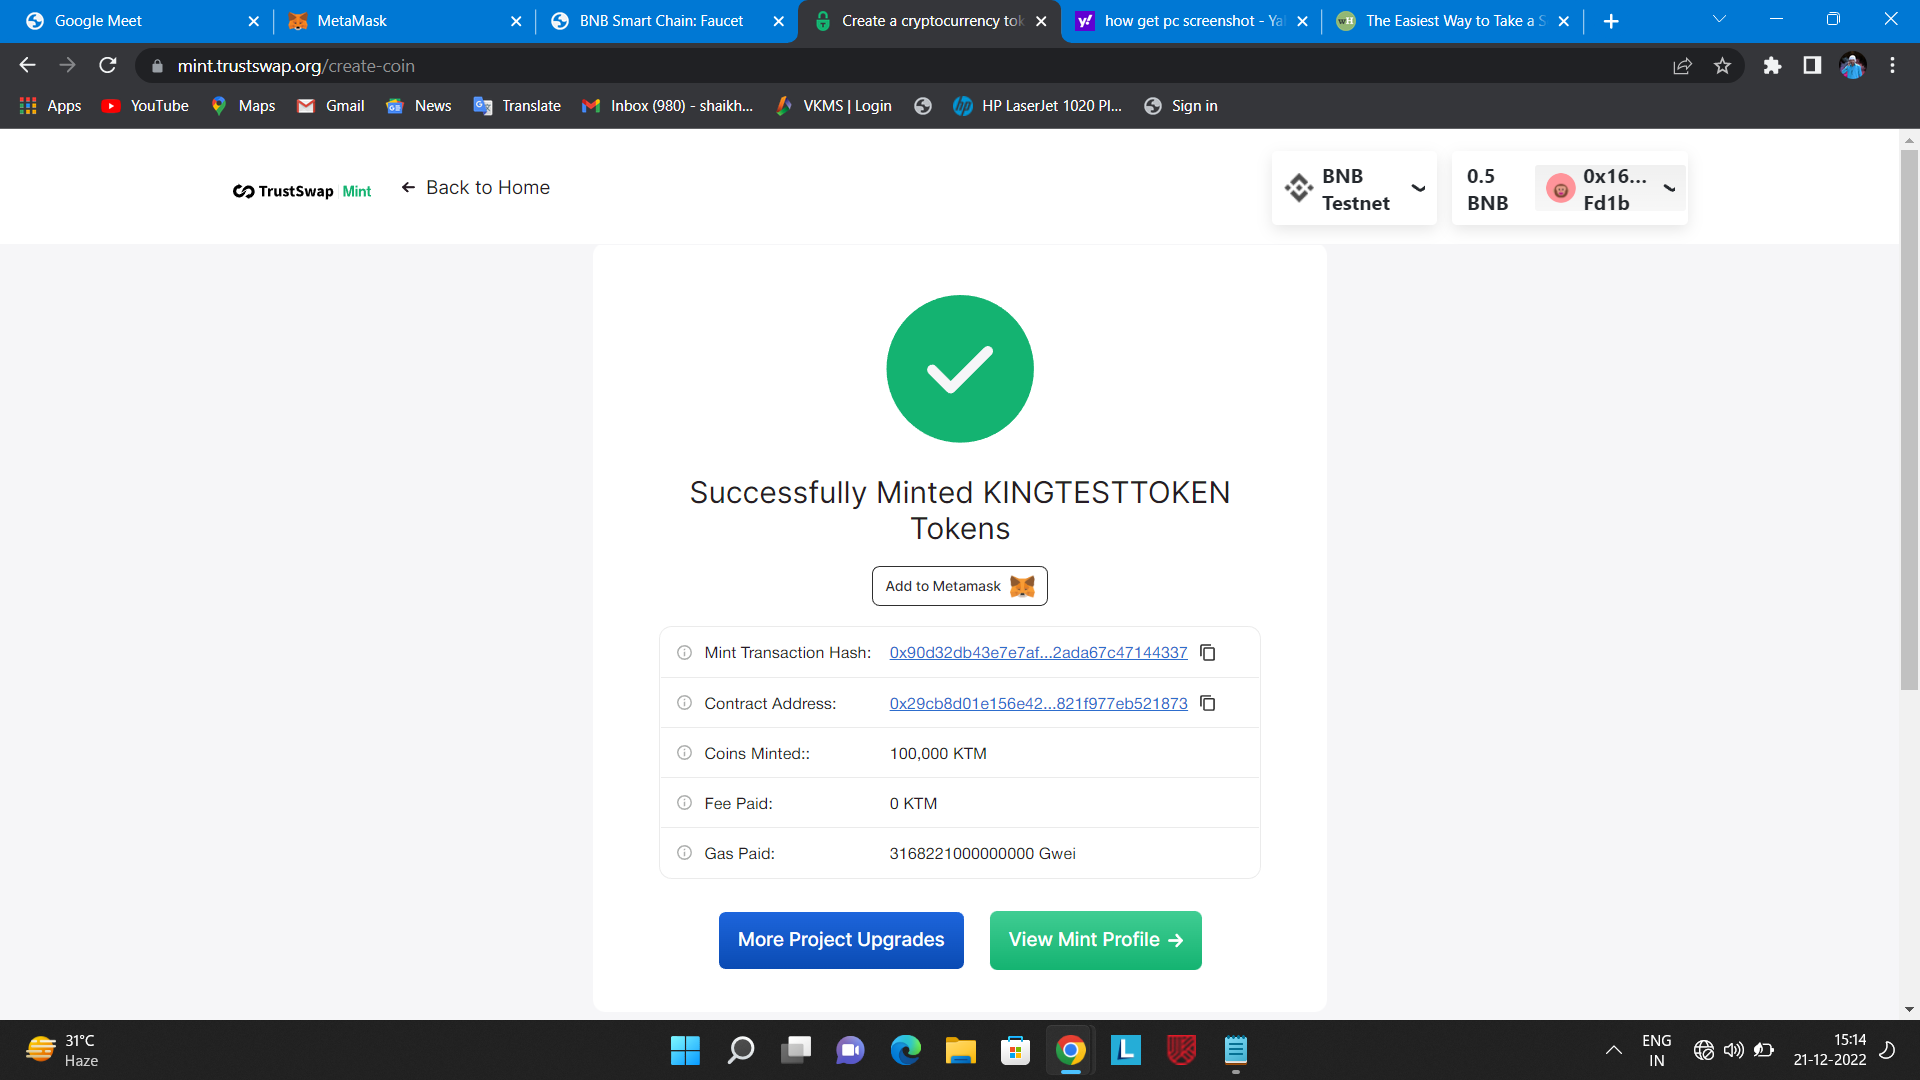 Google Meet
MetaMask
BNB Smart Chain: Faucet
Create a cryptocurrency tok
how get pc screenshot - Ya
wH
The Easiest Way to Take a S
mint.trustswap.org/create-coin
Apps
YouTube
Maps
Gmail
News
Translate
Inbox (980) - shaikh...
VKMS | Login
HP LaserJet 1020 Pl...
Sign in
TrustSwap | Mint
Back to Home
BNB
Testnet
0.5
BNB
0x16...
Fd1b
Successfully Minted KINGTESTTOKEN
Tokens
Add to Metamask
Mint Transaction Hash: 0x90d32db43e7e7af...2ada67c47144337
Contract Address: 0x29cb8d01e156e42...821f977eb521873
Coins Minted:: 100,000 KTM
Fee Paid: 0 KTM
Gas Paid: 3168221000000000 Gwei
More Project Upgrades
View Mint Profile →
31°C
Haze
ENG
IN
15:14
21-12-2022